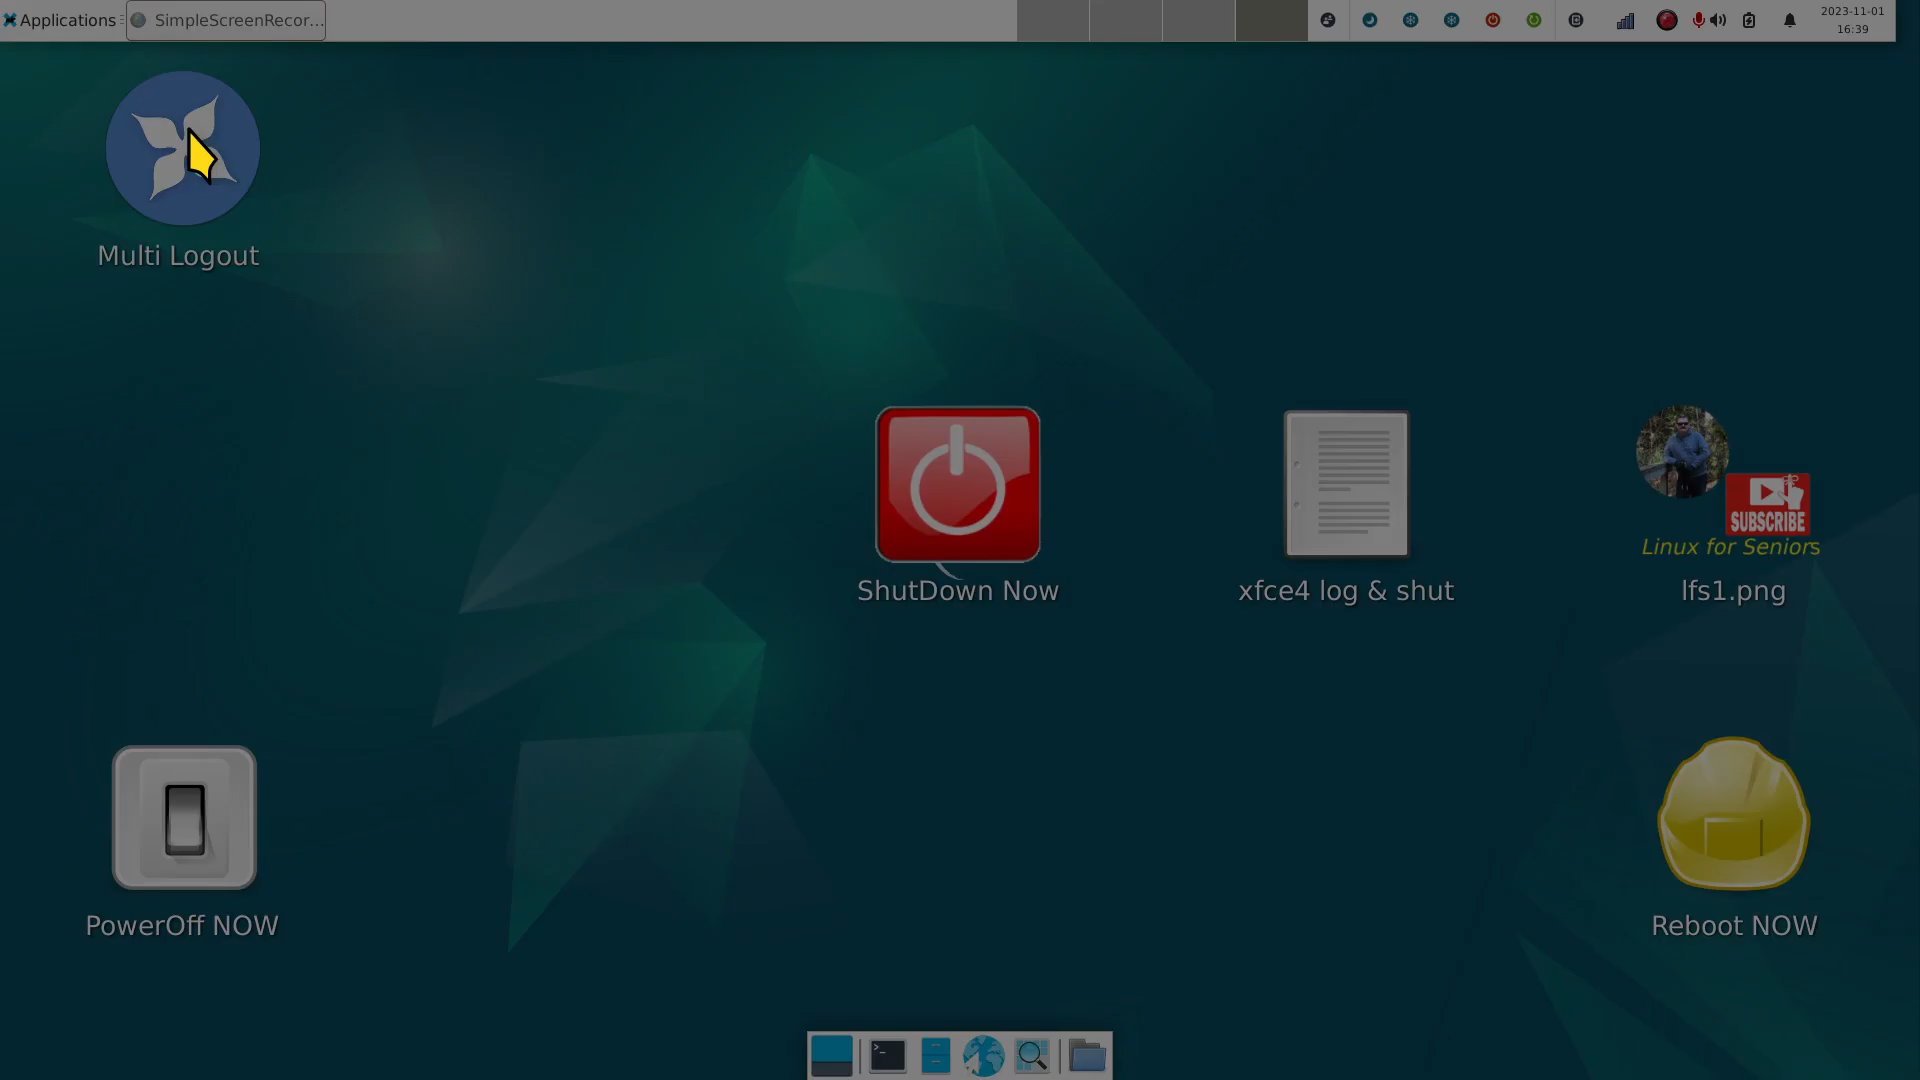 Applications
SimpleScreenRecor...
2023-11-01
16:39
Multi Logout
SUBSCRIBE
Linux for Seniors
ShutDown Now
xfce4 log & shut
lfs1.png
PowerOff NOW
Reboot NOW